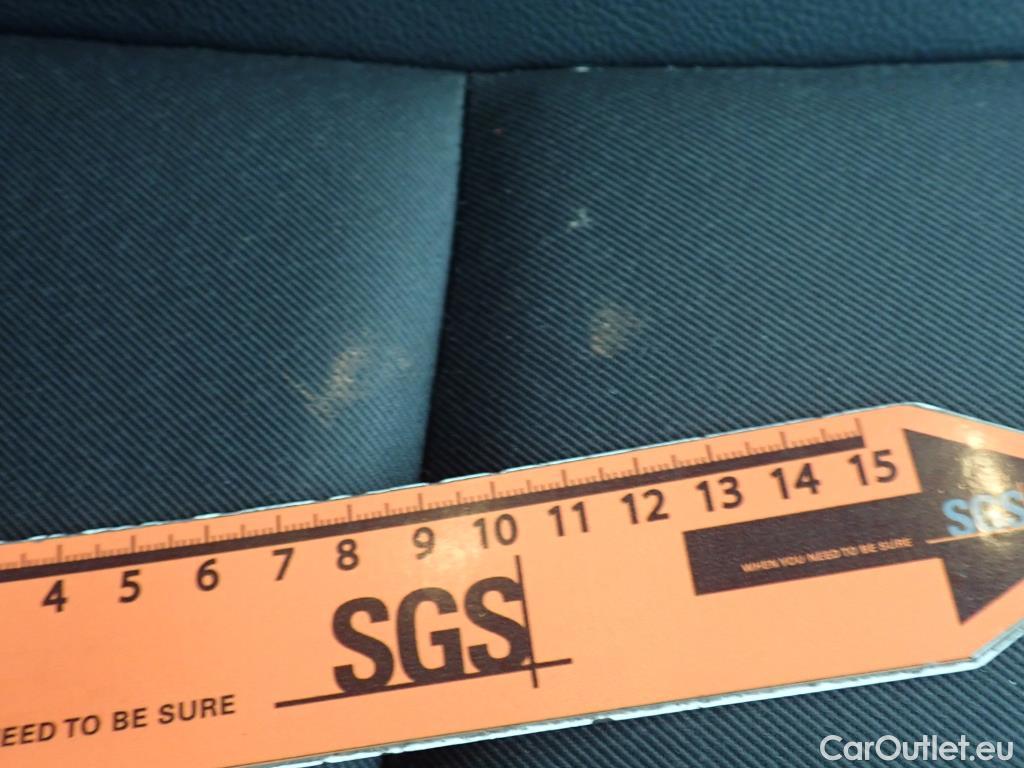 4 5 6 7 8 9 10 11 12 13 14 15
SGS
WHEN YOU NEED TO BE SURE
SGS
EED TO BE SURE
CarOutlet.eu